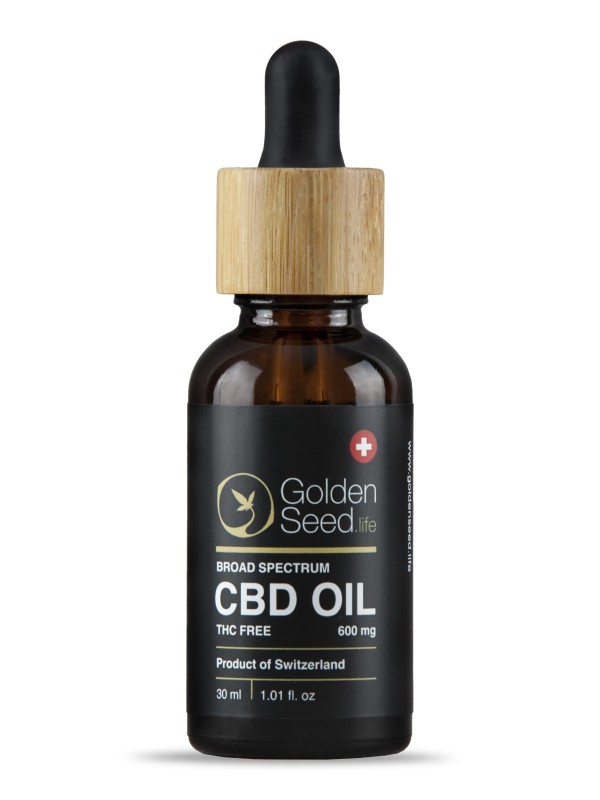 Golden
Seed.life
BROAD SPECTRUM
CBD OIL
THC FREE 600 mg
Product of Switzerland
30 ml 1.01 fl. oz
www.goldenseed.life